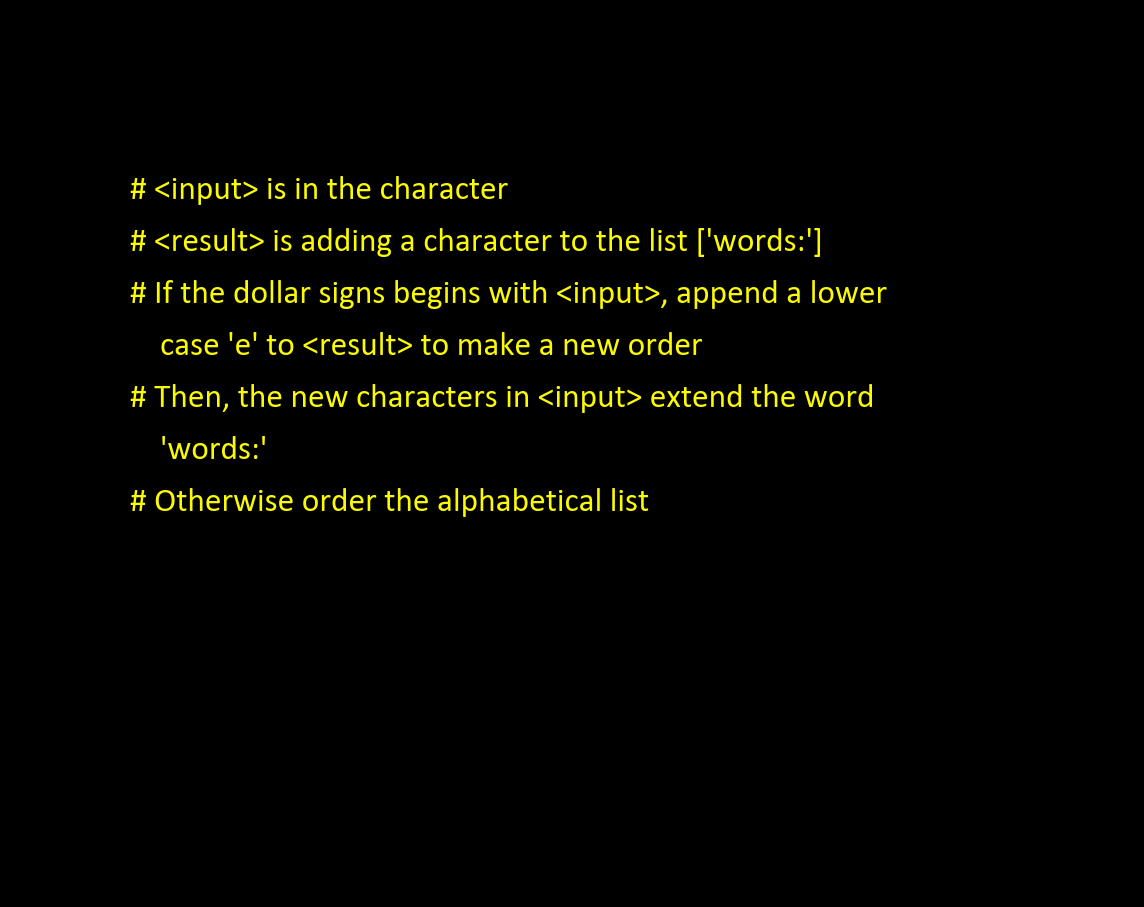 # <input> is in the character
# <result> is adding a character to the list ['words:']
# If the dollar signs begins with <input>, append a lower
case 'e' to <result> to make a new order
# Then, the new characters in <input> extend the word
'words:'
# Otherwise order the alphabetical list